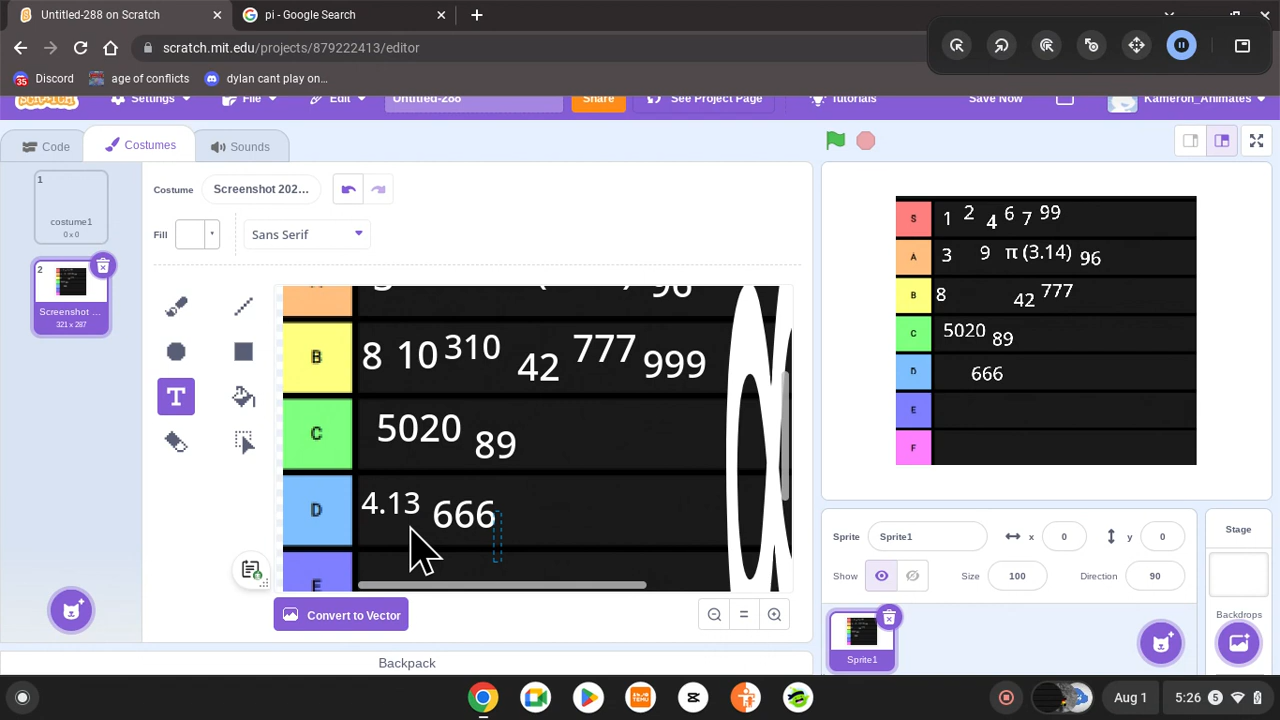 Untitled-288 on Scratch
pi - Google Search
scratch.mit.edu/projects/879222413/editor
35
Discord
age of conflicts
dylan cant play on...
SCRATCH
Settings
File
Edit
Untitled-288
Share
See Project Page
Tutorials
Save Now
Kameron_Animates
Code
Costumes
Sounds
1
costume1
0 x 0
2
Screenshot ...
321 x 287
Costume
Screenshot 202...
Fill
Sans Serif
T
96
B
8 10 310 42 777 999
C
5020 89
D
4.13 666
E
Convert to Vector
Backpack
S
1 2 4 6 7 99
A
3 9 π (3.14) 96
B
8 42 777
C
5020 89
D
666
E
F
Sprite
Sprite1
x
0
y
0
Show
Size
100
Direction
90
Stage
Backdrops
Sprite1
TEMU
Aug 1
5:26
5